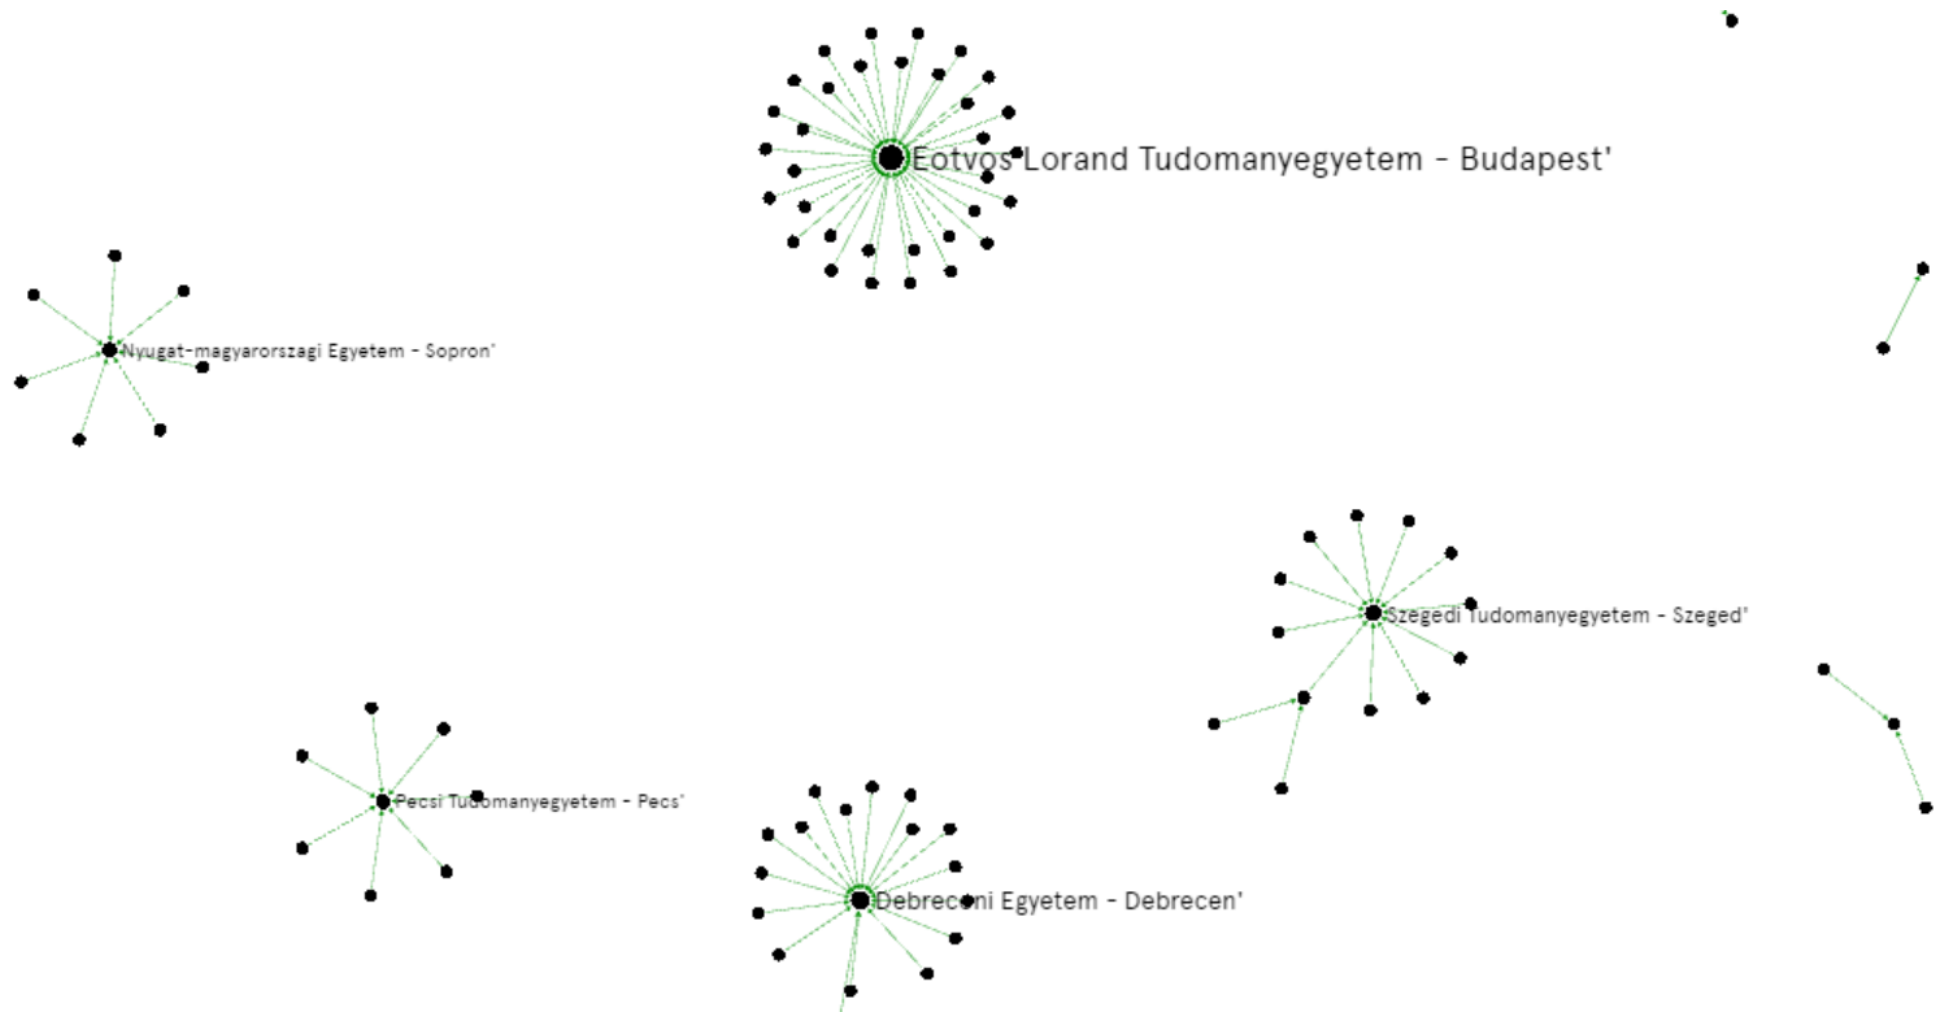 Eotvos Lorand Tudomanyegyetem - Budapest'
Nyugat-magyarorszagi Egyetem - Sopron'
Szegedi Tudomanyegyetem - Szeged'
Pecsi Tudomanyegyetem - Pecs'
Debreceni Egyetem - Debrecen'